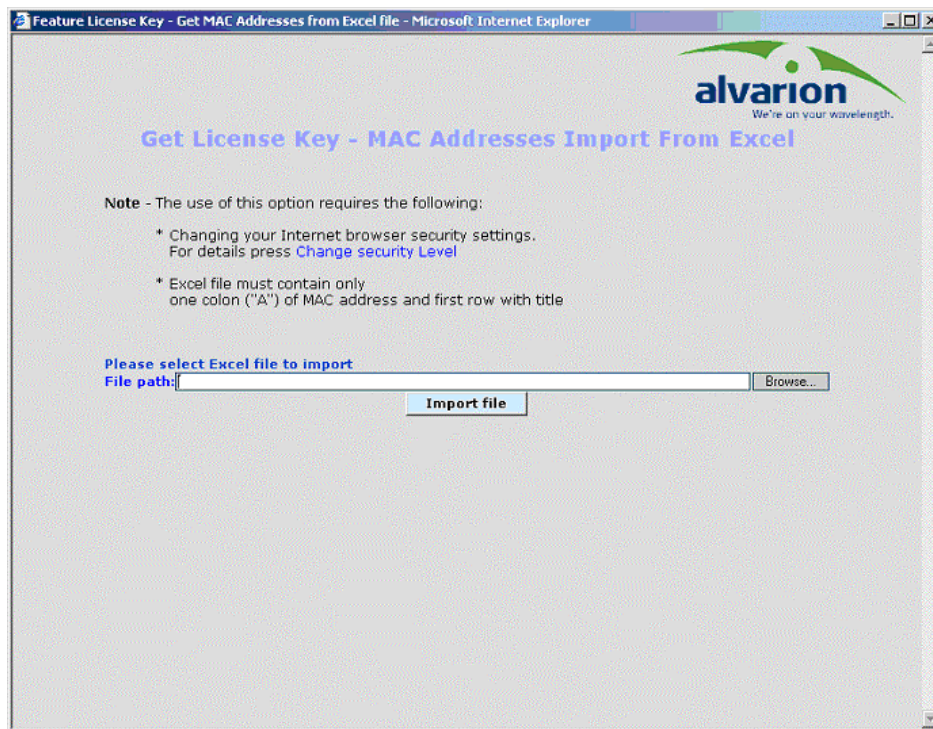 Feature License Key - Get MAC Addresses from Excel file - Microsoft Internet Explorer
alvarion
We're on your wavelength.
Get License Key - MAC Addresses Import From Excel
Note - The use of this option requires the following:
* Changing your Internet browser security settings.
For details press Change security Level
* Excel file must contain only
one colon ("A") of MAC address and first row with title
Please select Excel file to import
File path:
Browse...
Import file